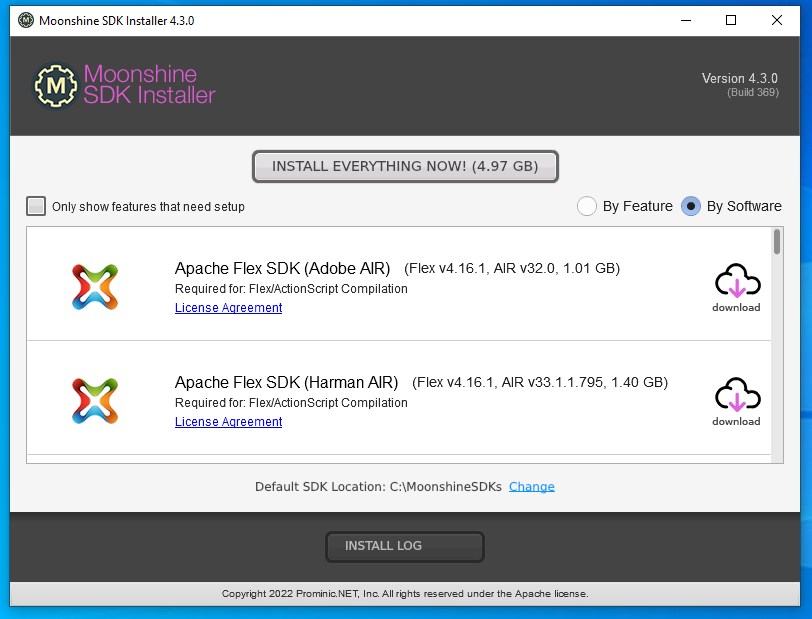 Moonshine SDK Installer 4.3.0
M
Moonshine
SDK Installer
Version 4.3.0
(Build 369)
INSTALL EVERYTHING NOW! (4.97 GB)
Only show features that need setup
By Feature
By Software
Apache Flex SDK (Adobe AIR) (Flex v4.16.1, AIR v32.0, 1.01 GB)
Required for: Flex/ActionScript Compilation
License Agreement
download
Apache Flex SDK (Harman AIR) (Flex v4.16.1, AIR v33.1.1.795, 1.40 GB)
Required for: Flex/ActionScript Compilation
License Agreement
download
Default SDK Location: C:\MoonshineSDKs Change
INSTALL LOG
Copyright 2022 Prominic.NET, Inc. All rights reserved under the Apache license.